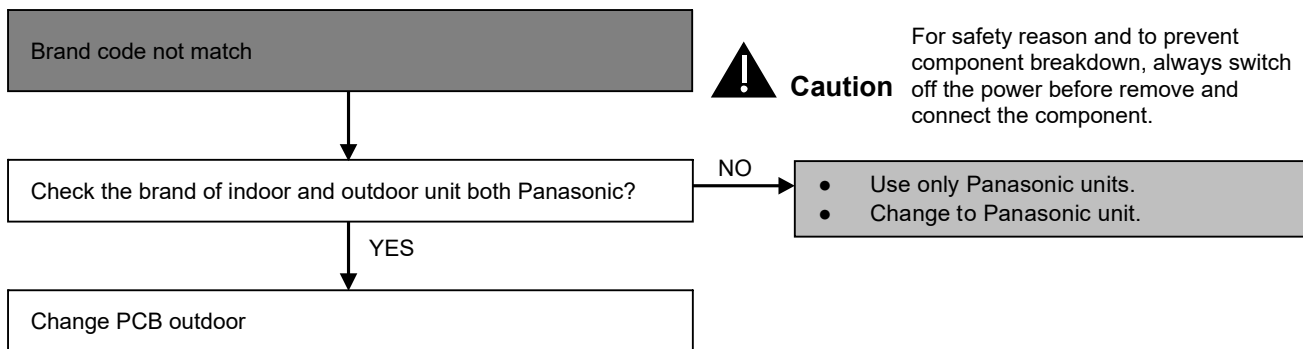 Brand code not match
Caution
For safety reason and to prevent
component breakdown, always switch
off the power before remove and
connect the component.
Check the brand of indoor and outdoor unit both Panasonic?
NO
● Use only Panasonic units.
● Change to Panasonic unit.
YES
Change PCB outdoor